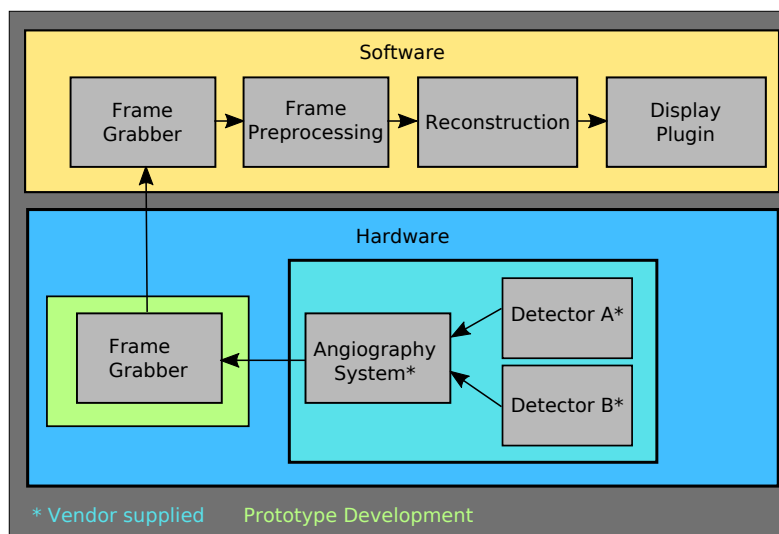 Software
Frame
Grabber
Frame
Preprocessing
Reconstruction
Display
Plugin
Hardware
Frame
Grabber
Angiography
System*
Detector A*
Detector B*
* Vendor supplied
Prototype Development